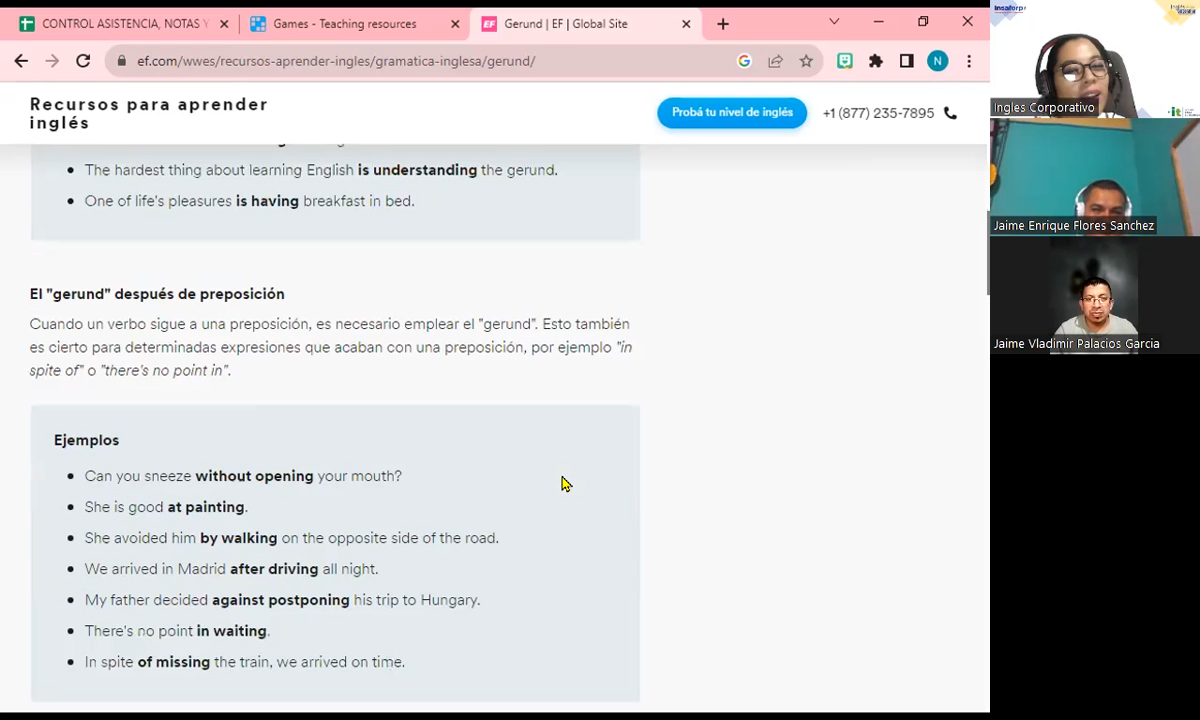 CONTROL ASISTENCIA, NOTAS Y
Games - Teaching resources
EF
Gerund | EF | Global Site
ef.com/wwes/recursos-aprender-ingles/gramatica-inglesa/gerund/
G
N
Recursos para aprender
inglés
Probá tu nivel de inglés
+1 (877) 235-7895
The hardest thing about learning English is understanding the gerund.
One of life's pleasures is having breakfast in bed.
El "gerund" después de preposición
Cuando un verbo sigue a una preposición, es necesario emplear el "gerund". Esto también
es cierto para determinadas expresiones que acaban con una preposición, por ejemplo "in
spite of" o "there's no point in".
Ejemplos
Can you sneeze without opening your mouth?
She is good at painting.
She avoided him by walking on the opposite side of the road.
We arrived in Madrid after driving all night.
My father decided against postponing his trip to Hungary.
There's no point in waiting.
In spite of missing the train, we arrived on time.
Insaforp
Ingles Corporativo
Jaime Enrique Flores Sanchez
Jaime Vladimir Palacios Garcia